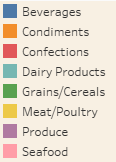 Beverages
Condiments
Confections
Dairy Products
Grains/Cereals
Meat/Poultry
Produce
Seafood